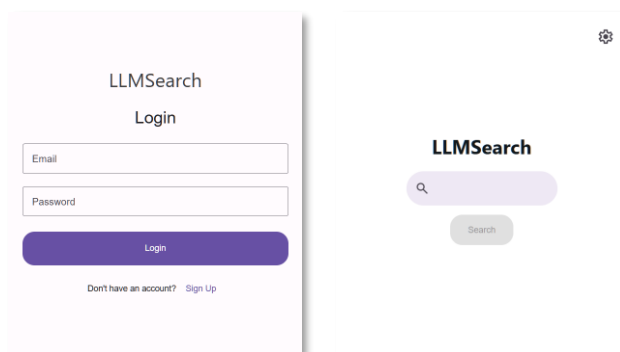 LLMSearch
Login
Email
Password
Login
Don't have an account? Sign Up
LLMSearch
Search